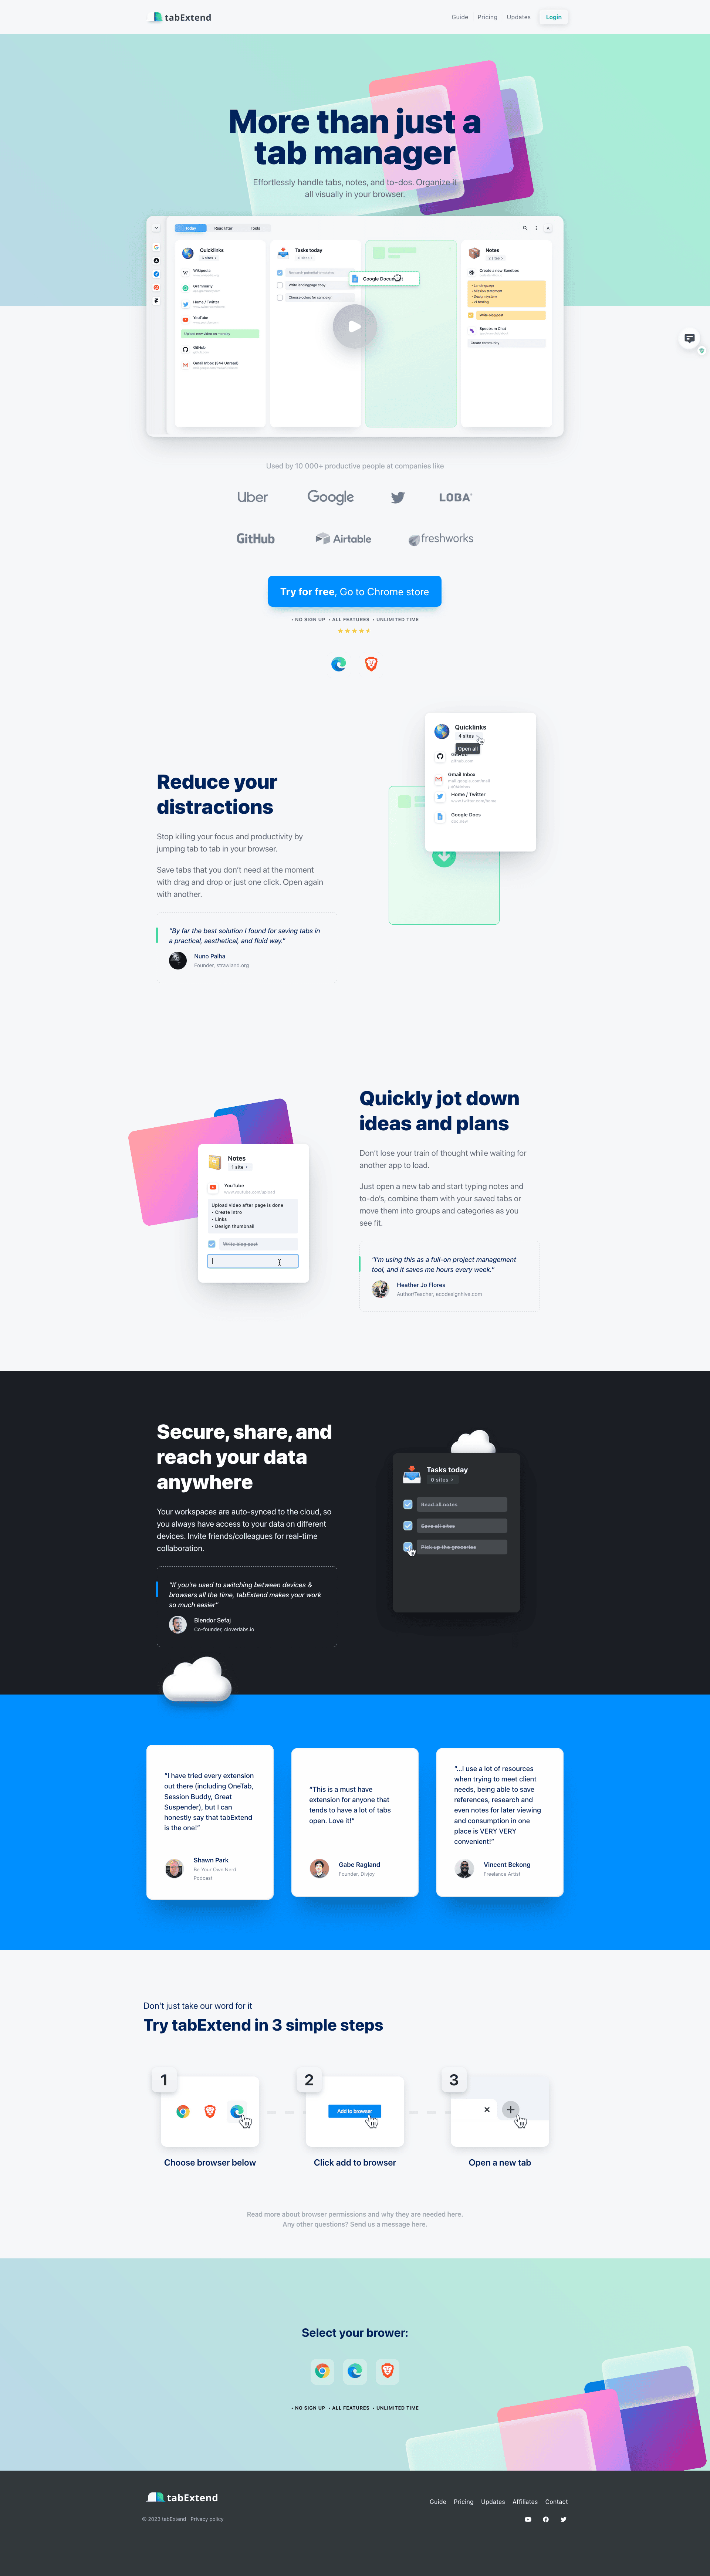 tabExtend
Guide
Pricing
Updates
Login
More than just a
tab manager
Effortlessly handle tabs, notes, and to-dos. Organize it
all visually in your browser.
Today
Read later
Tools
Quicklinks
6 sites
Wikipedia
Grammarly
Home / Twitter
YouTube
Upload new video on monday
GitHub
Gmail Inbox (344 Unread)
Tasks today
0 sites
Write landingpage copy
Choose colors for campaign
Notes
2 sites
Create a new Sandbox
• Landingpage
• Mission statement
• Design system
Write blog post
Spectrum Chat
Create community
Used by 10 000+ productive people at companies like
Uber
Google
LOBA
GitHub
Airtable
freshworks
Try for free, Go to Chrome store
• NO SIGN UP • ALL FEATURES • UNLIMITED TIME
Quicklinks
4 sites
Open all
github.com
Gmail Inbox
Home / Twitter
www.twitter.com/home
Google Docs
doc.new
Reduce your
distractions
Stop killing your focus and productivity by
jumping tab to tab in your browser.
Save tabs that you don't need at the moment
with drag and drop or just one click. Open again
with another.
"By far the best solution I found for saving tabs in
a practical, aesthetical, and fluid way."
Nuno Palha
Founder, strawland.org
Notes
1 site
YouTube
www.youtube.com/upload
Upload video after page is done
• Create intro
• Links
• Design thumbnail
Write blog post
Quickly jot down
ideas and plans
Don't lose your train of thought while waiting for
another app to load.
Just open a new tab and start typing notes and
to-do's, combine them with your saved tabs or
move them into groups and categories as you
see fit.
"I'm using this as a full-on project management
tool, and it saves me hours every week."
Heather Jo Flores
Author/Teacher, ecodesignhive.com
Secure, share, and
reach your data
anywhere
Your workspaces are auto-synced to the cloud, so
you always have access to your data on different
devices. Invite friends/colleagues for real-time
collaboration.
"If you're used to switching between devices &
browsers all the time, tabExtend makes your work
so much easier"
Blendor Sefaj
Co-founder, cloverlabs.io
Tasks today
0 sites
Read all notes
Save all sites
Pick up the groceries
"I have tried every extension
out there (including OneTab,
Session Buddy, Great
Suspender), but I can
honestly say that tabExtend
is the one!"
Shawn Park
Be Your Own Nerd
Podcast
"This is a must have
extension for anyone that
tends to have a lot of tabs
open. Love it!"
Gabe Ragland
Founder, Divjoy
"...I use a lot of resources
when trying to meet client
needs, being able to save
references, research and
even notes for later viewing
and consumption in one
place is VERY VERY
convenient!"
Vincent Bekong
Freelance Artist
Don't just take our word for it
Try tabExtend in 3 simple steps
1
Choose browser below
2
Add to browser
Click add to browser
3
Open a new tab
Read more about browser permissions and why they are needed here.
Any other questions? Send us a message here.
Select your brower:
• NO SIGN UP • ALL FEATURES • UNLIMITED TIME
tabExtend
Guide
Pricing
Updates
Affiliates
Contact
© 2023 tabExtend
Privacy policy